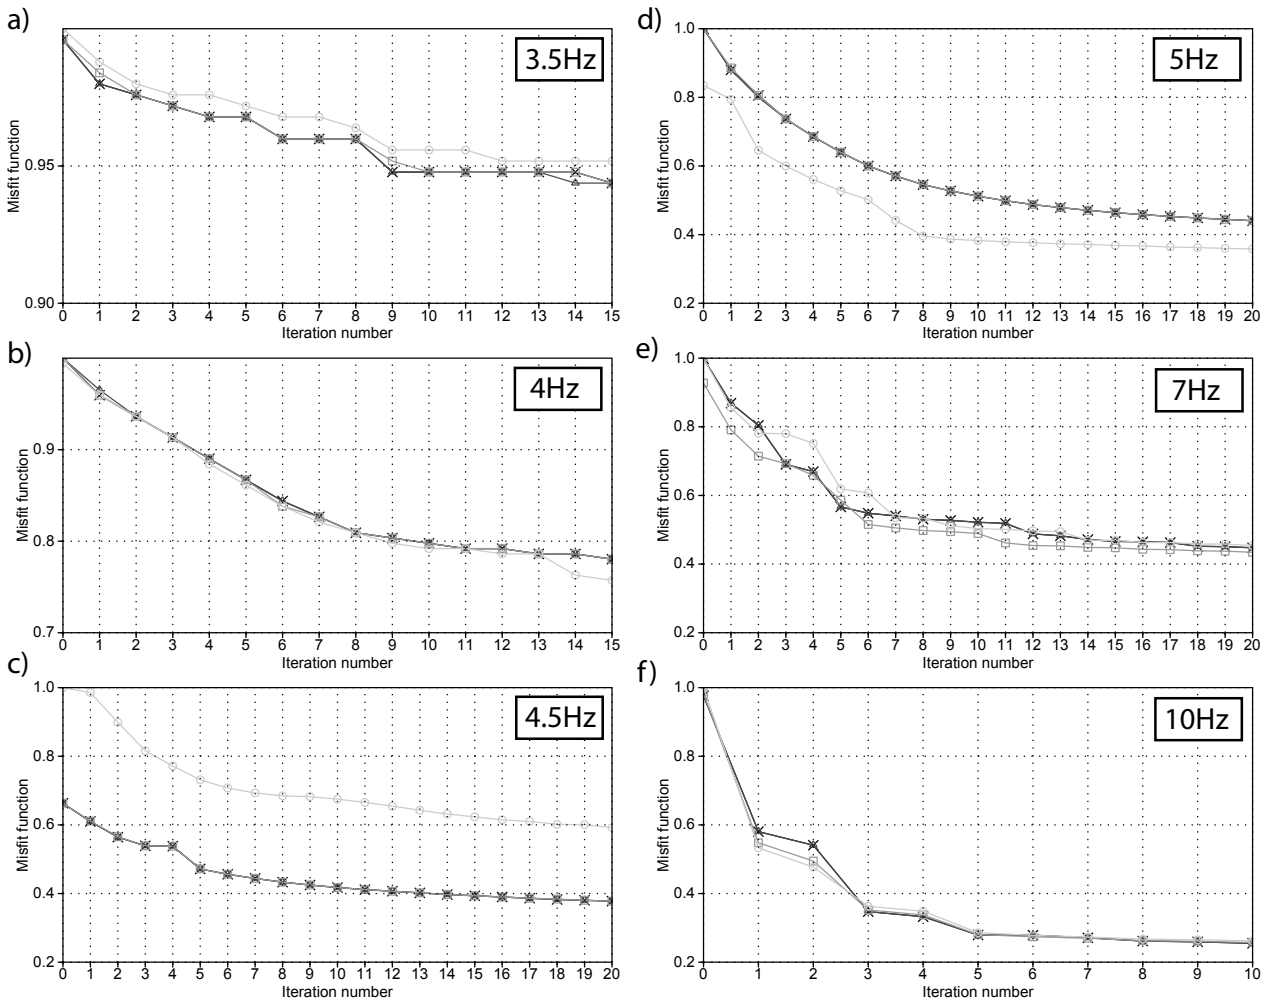 a)
3.5Hz
Misfit function
0.95
0.90
0 1 2 3 4 5 6 7 8 9 10 11 12 13 14 15
Iteration number
b)
4Hz
Misfit function
0.9
0.8
0.7
0 1 2 3 4 5 6 7 8 9 10 11 12 13 14 15
Iteration number
c)
4.5Hz
Misfit function
1.0
0.8
0.6
0.4
0.2
0 1 2 3 4 5 6 7 8 9 10 11 12 13 14 15 16 17 18 19 20
Iteration number
d)
5Hz
Misfit function
1.0
0.8
0.6
0.4
0.2
0 1 2 3 4 5 6 7 8 9 10 11 12 13 14 15 16 17 18 19 20
Iteration number
e)
7Hz
Misfit function
1.0
0.8
0.6
0.4
0.2
0 1 2 3 4 5 6 7 8 9 10 11 12 13 14 15 16 17 18 19 20
Iteration number
f)
10Hz
Misfit function
1.0
0.8
0.6
0.4
0.2
0 1 2 3 4 5 6 7 8 9 10
Iteration number